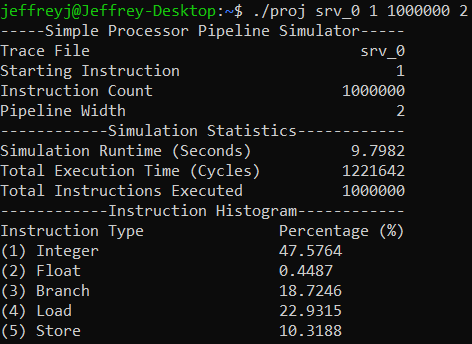 jeffreyj@Jeffrey-Desktop:~$ ./proj srv_0 1 1000000 2
-----Simple Processor Pipeline Simulator-----
Trace File srv_0
Starting Instruction 1
Instruction Count 1000000
Pipeline Width 2
------------Simulation Statistics------------
Simulation Runtime (Seconds) 9.7982
Total Execution Time (Cycles) 1221642
Total Instructions Executed 1000000
------------Instruction Histogram------------
Instruction Type Percentage (%)
(1) Integer 47.5764
(2) Float 0.4487
(3) Branch 18.7246
(4) Load 22.9315
(5) Store 10.3188